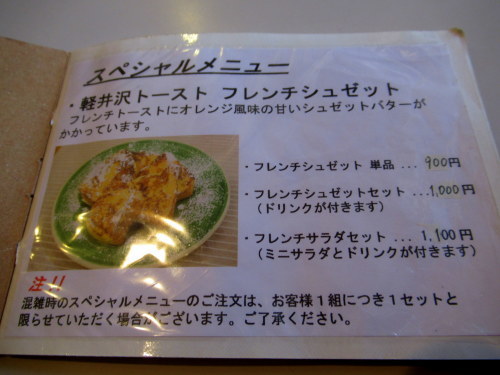 スペシャルメニュー
・軽井沢トースト フレンチシュゼット
フレンチトーストにオレンジ風味の甘いシュゼットバターが
かかっています。
・フレンチシュゼット 単品 ... 900円
・フレンチシュゼットセット ...1,000円
（ドリンクが付きます）
・フレンチサラダセット ... 1,100円
（ミニサラダとドリンクが付きます）
注!!
混雑時のスペシャルメニューのご注文は、お客様１組につき１セットと
限らせていただく場合がございます。ご了承ください。